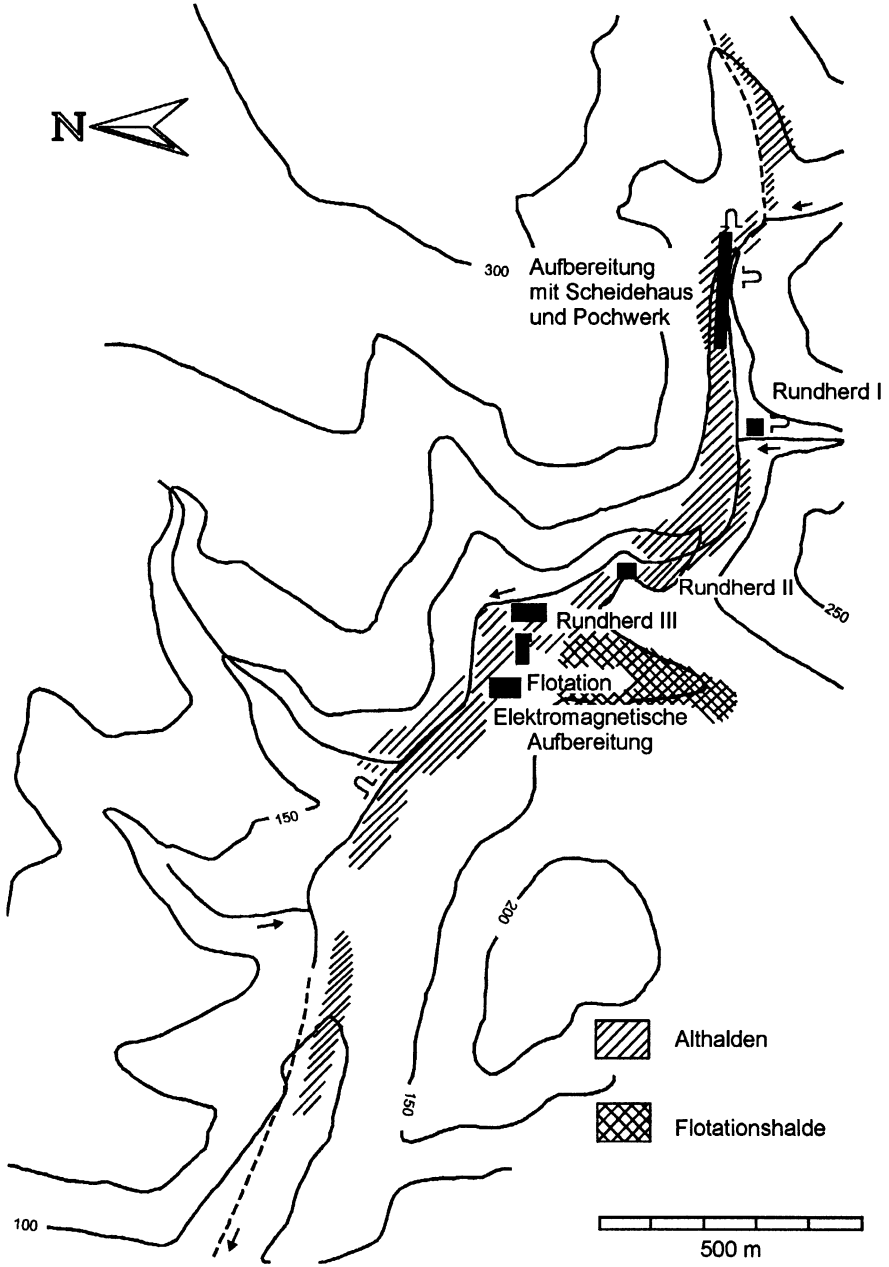 N
300
Aufbereitung
mit Scheidehaus
und Pochwerk
Rundherd I
Rundherd II
250
Rundherd III
Flotation
Elektromagnetische
Aufbereitung
150
200
Althalden
150
Flotationshalde
100
500 m